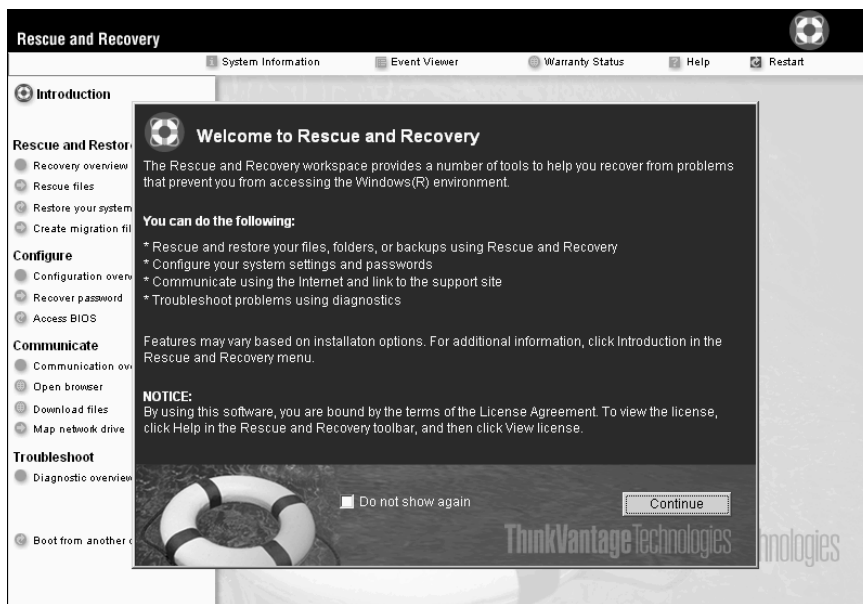 Rescue and Recovery
System Information
Event Viewer
Warranty Status
Help
Restart
Introduction
Rescue and Restor
Recovery overview
Rescue files
Restore your system
Create migration fil
Configure
Configuration overv
Recover password
Access BIOS
Communicate
Communication ov
Open browser
Download files
Map network drive
Troubleshoot
Diagnostic overview
Boot from another
Welcome to Rescue and Recovery
The Rescue and Recovery workspace provides a number of tools to help you recover from problems
that prevent you from accessing the Windows(R) environment.
You can do the following:
* Rescue and restore your files, folders, or backups using Rescue and Recovery
* Configure your system settings and passwords
* Communicate using the Internet and link to the support site
* Troubleshoot problems using diagnostics
Features may vary based on installaton options. For additional information, click Introduction in the
Rescue and Recovery menu.
NOTICE:
By using this software, you are bound by the terms of the License Agreement. To view the license,
click Help in the Rescue and Recovery toolbar, and then click View license.
Do not show again
Continue
ThinkVantage Technologies
hnologies